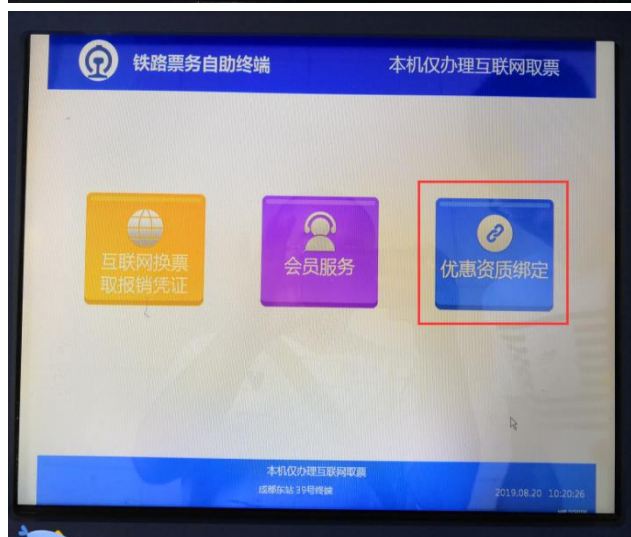 铁路票务自助终端
本机仅办理互联网取票
互联网换票
取报销凭证
会员服务
优惠资质绑定
本机仅办理互联网取票
成都东站 39号终端
2019.08.20 10:20:26